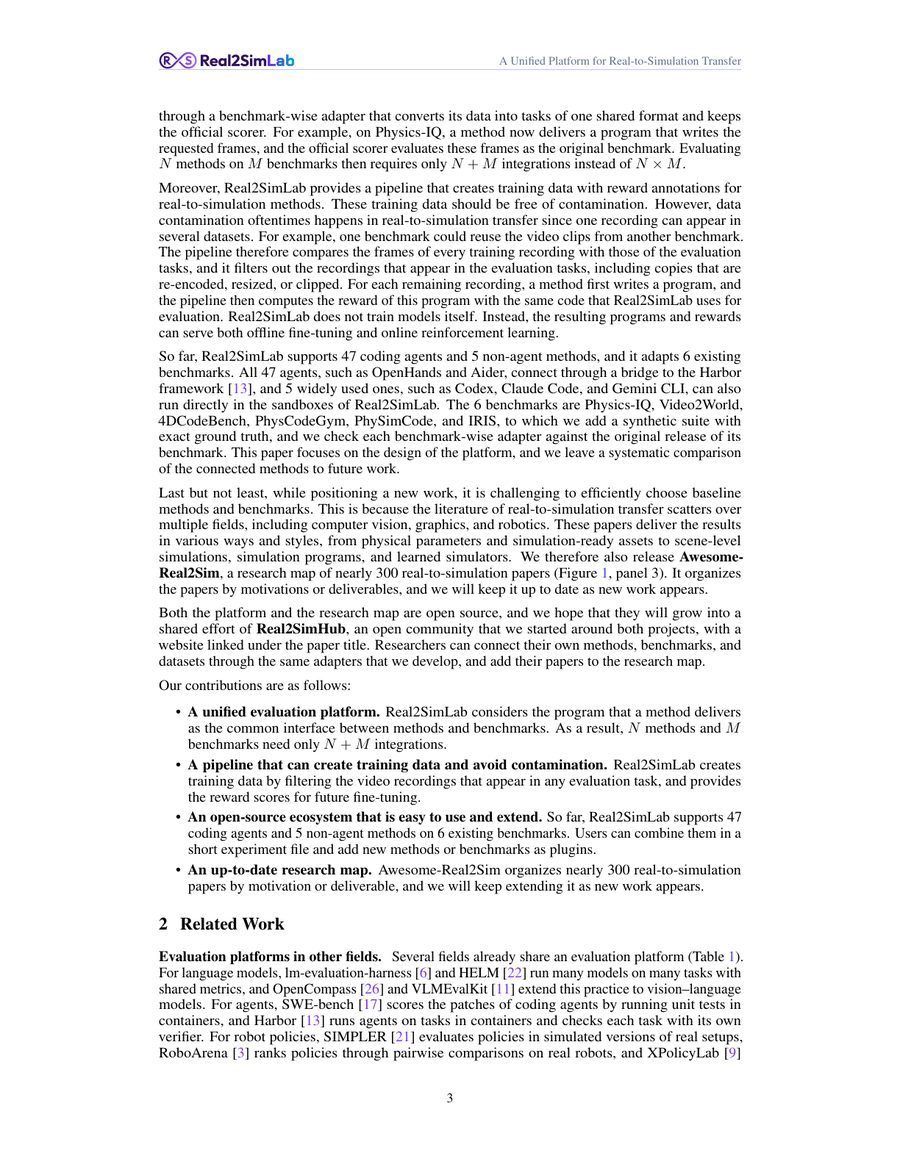 Real2SimLab
A Unified Platform for Real-to-Simulation Transfer
through a benchmark-wise adapter that converts its data into tasks of one shared format and keeps
the official scorer. For example, on Physics-IQ, a method now delivers a program that writes the
requested frames, and the official scorer evaluates these frames as the original benchmark. Evaluating
N methods on M benchmarks then requires only N + M integrations instead of N × M.
Moreover, Real2SimLab provides a pipeline that creates training data with reward annotations for
real-to-simulation methods. These training data should be free of contamination. However, data
contamination oftentimes happens in real-to-simulation transfer since one recording can appear in
several datasets. For example, one benchmark could reuse the video clips from another benchmark.
The pipeline therefore compares the frames of every training recording with those of the evaluation
tasks, and it filters out the recordings that appear in the evaluation tasks, including copies that are
re-encoded, resized, or clipped. For each remaining recording, a method first writes a program, and
the pipeline then computes the reward of this program with the same code that Real2SimLab uses for
evaluation. Real2SimLab does not train models itself. Instead, the resulting programs and rewards
can serve both offline fine-tuning and online reinforcement learning.
So far, Real2SimLab supports 47 coding agents and 5 non-agent methods, and it adapts 6 existing
benchmarks. All 47 agents, such as OpenHands and Aider, connect through a bridge to the Harbor
framework [13], and 5 widely used ones, such as Codex, Claude Code, and Gemini CLI, can also
run directly in the sandboxes of Real2SimLab. The 6 benchmarks are Physics-IQ, Video2World,
4DCodeBench, PhysCodeGym, PhySimCode, and IRIS, to which we add a synthetic suite with
exact ground truth, and we check each benchmark-wise adapter against the original release of its
benchmark. This paper focuses on the design of the platform, and we leave a systematic comparison
of the connected methods to future work.
Last but not least, while positioning a new work, it is challenging to efficiently choose baseline
methods and benchmarks. This is because the literature of real-to-simulation transfer scatters over
multiple fields, including computer vision, graphics, and robotics. These papers deliver the results
in various ways and styles, from physical parameters and simulation-ready assets to scene-level
simulations, simulation programs, and learned simulators. We therefore also release Awesome-
Real2Sim, a research map of nearly 300 real-to-simulation papers (Figure 1, panel 3). It organizes
the papers by motivations or deliverables, and we will keep it up to date as new work appears.
Both the platform and the research map are open source, and we hope that they will grow into a
shared effort of Real2SimHub, an open community that we started around both projects, with a
website linked under the paper title. Researchers can connect their own methods, benchmarks, and
datasets through the same adapters that we develop, and add their papers to the research map.
Our contributions are as follows:
• A unified evaluation platform. Real2SimLab considers the program that a method delivers
as the common interface between methods and benchmarks. As a result, N methods and M
benchmarks need only N + M integrations.
• A pipeline that can create training data and avoid contamination. Real2SimLab creates
training data by filtering the video recordings that appear in any evaluation task, and provides
the reward scores for future fine-tuning.
• An open-source ecosystem that is easy to use and extend. So far, Real2SimLab supports 47
coding agents and 5 non-agent methods on 6 existing benchmarks. Users can combine them in a
short experiment file and add new methods or benchmarks as plugins.
• An up-to-date research map. Awesome-Real2Sim organizes nearly 300 real-to-simulation
papers by motivation or deliverable, and we will keep extending it as new work appears.
2 Related Work
Evaluation platforms in other fields. Several fields already share an evaluation platform (Table 1).
For language models, lm-evaluation-harness [6] and HELM [22] run many models on many tasks with
shared metrics, and OpenCompass [26] and VLMEvalKit [11] extend this practice to vision–language
models. For agents, SWE-bench [17] scores the patches of coding agents by running unit tests in
containers, and Harbor [13] runs agents on tasks in containers and checks each task with its own
verifier. For robot policies, SIMPLER [21] evaluates policies in simulated versions of real setups,
RoboArena [3] ranks policies through pairwise comparisons on real robots, and XPolicyLab [9]
3